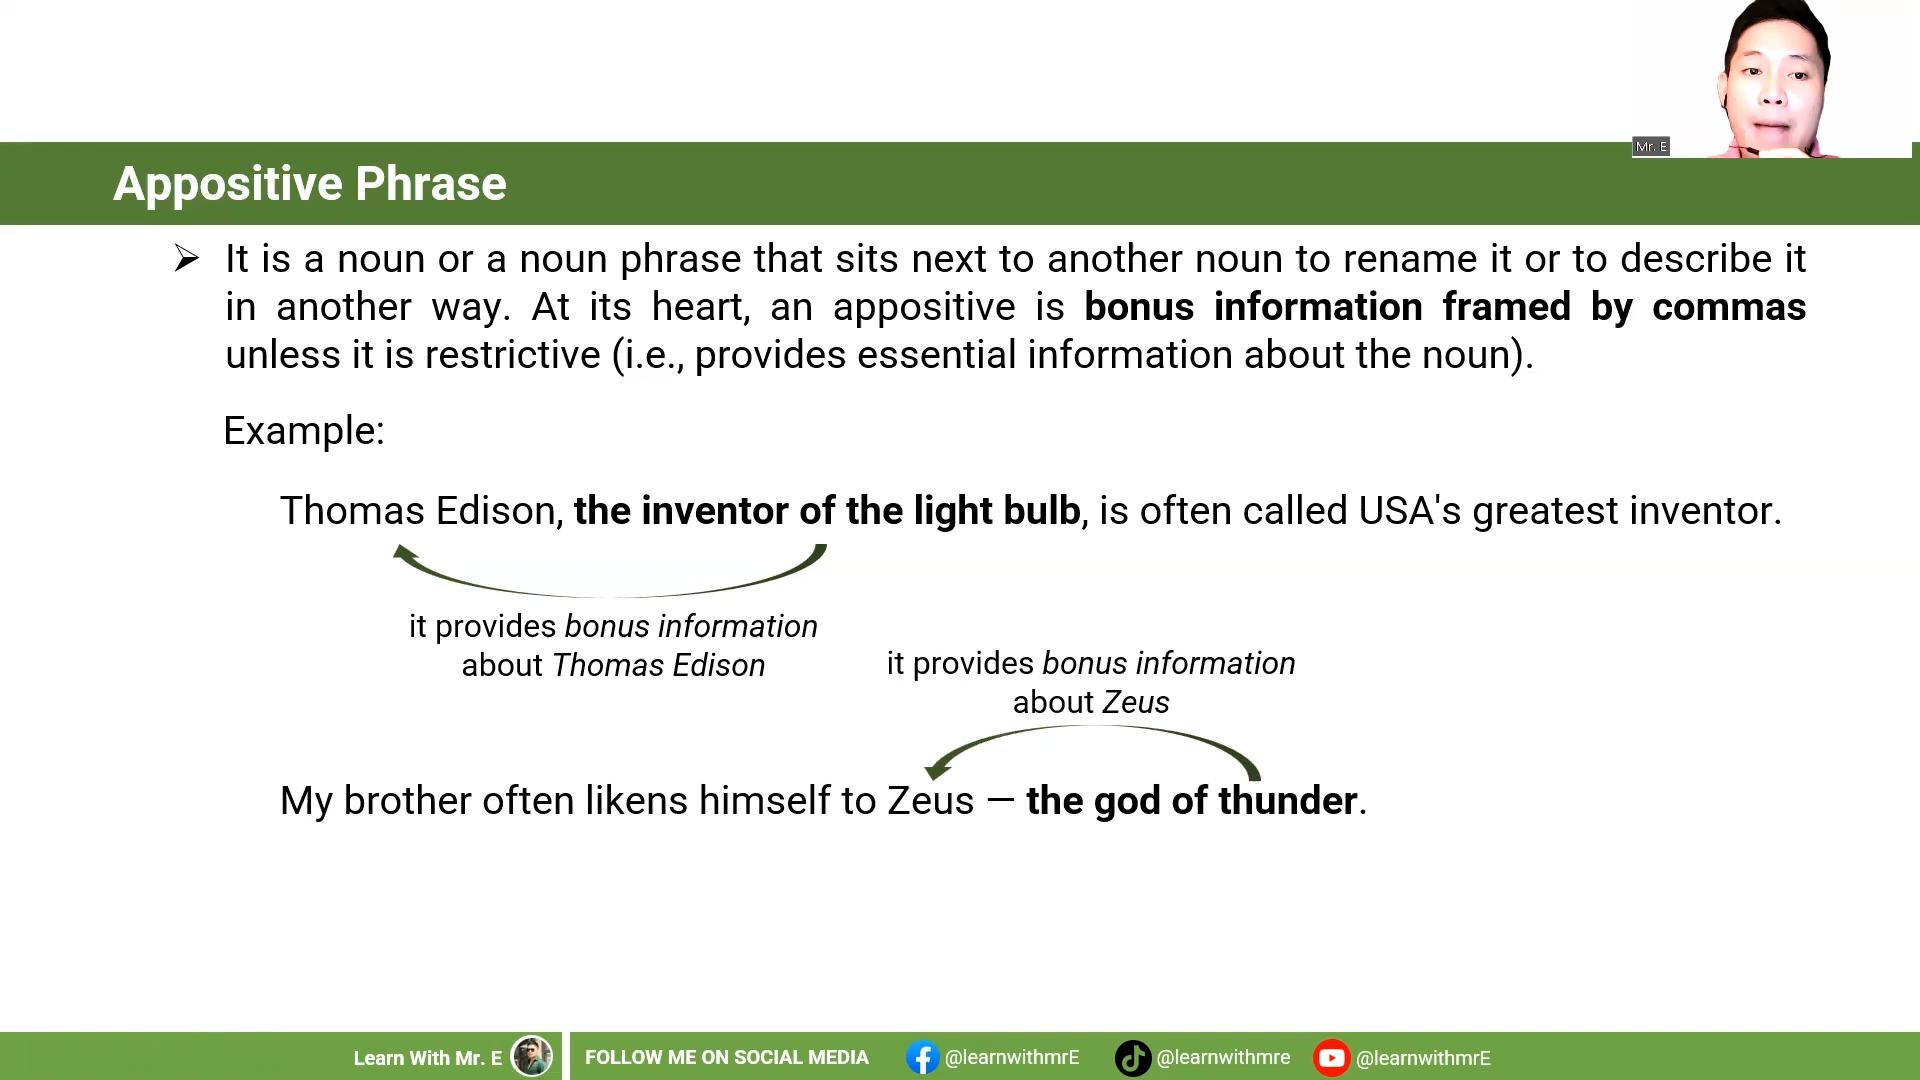 Mr. E
Appositive Phrase
➢ It is a noun or a noun phrase that sits next to another noun to rename it or to describe it
in another way. At its heart, an appositive is bonus information framed by commas
unless it is restrictive (i.e., provides essential information about the noun).
Example:
Thomas Edison, the inventor of the light bulb, is often called USA's greatest inventor.
it provides bonus information
about Thomas Edison
it provides bonus information
about Zeus
My brother often likens himself to Zeus — the god of thunder.
Learn With Mr. E
FOLLOW ME ON SOCIAL MEDIA
@learnwithmrE
@learnwithmre
@learnwithmrE